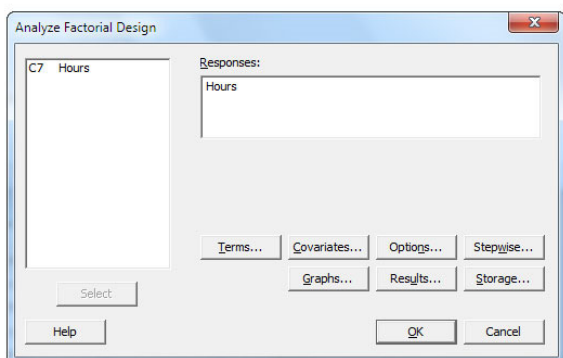 Analyze Factorial Design
C7 Hours
Responses:
Hours
Terms... Covariates... Options... Stepwise...
Graphs... Results... Storage...
Select
Help OK Cancel